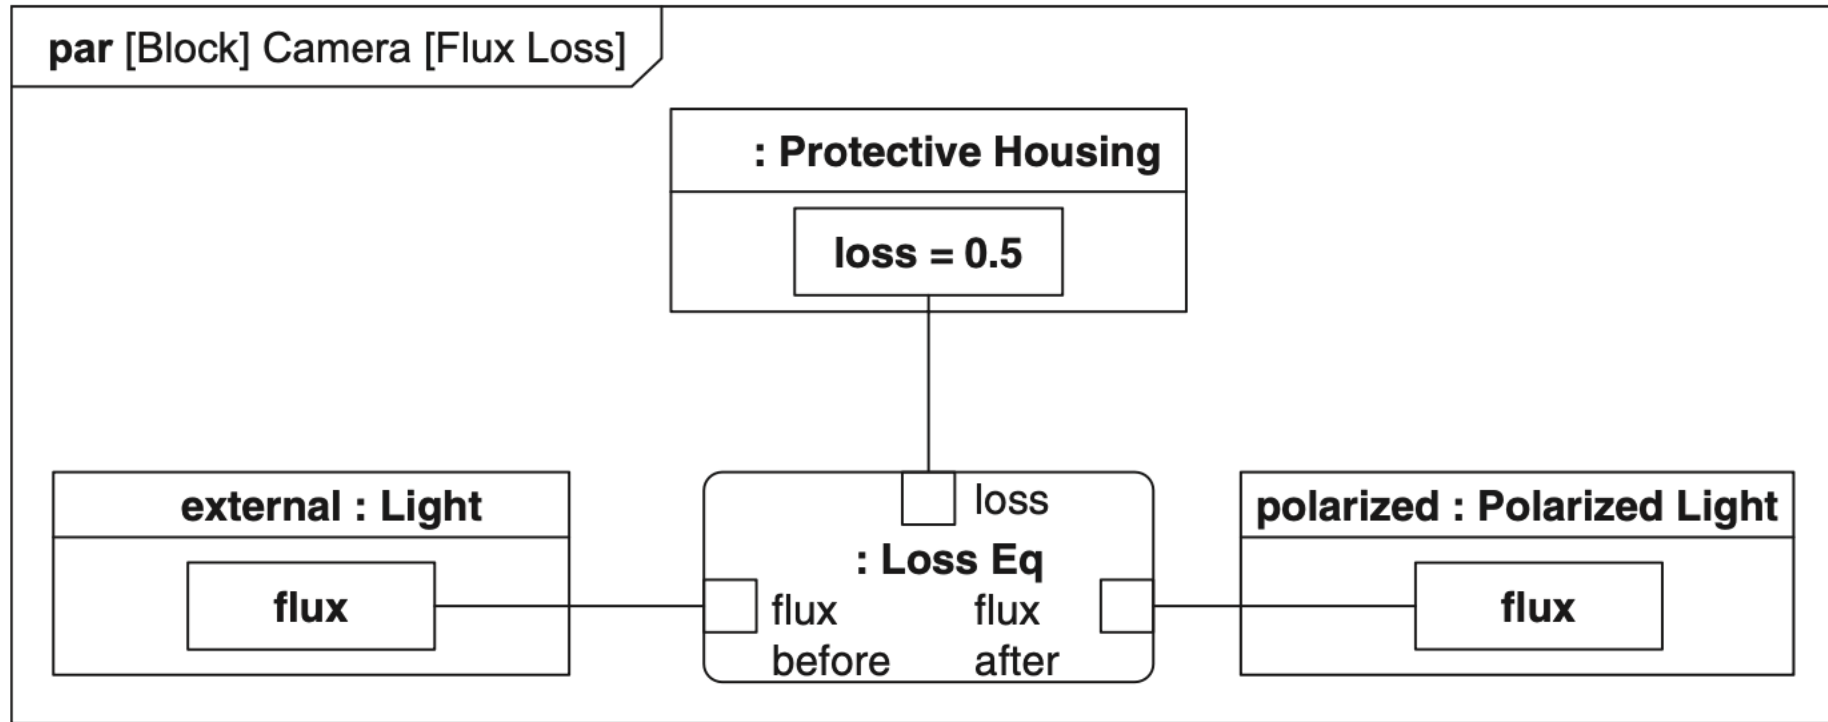 par [Block] Camera [Flux Loss]
: Protective Housing
loss = 0.5
external : Light
flux
loss
: Loss Eq
flux before
flux after
polarized : Polarized Light
flux